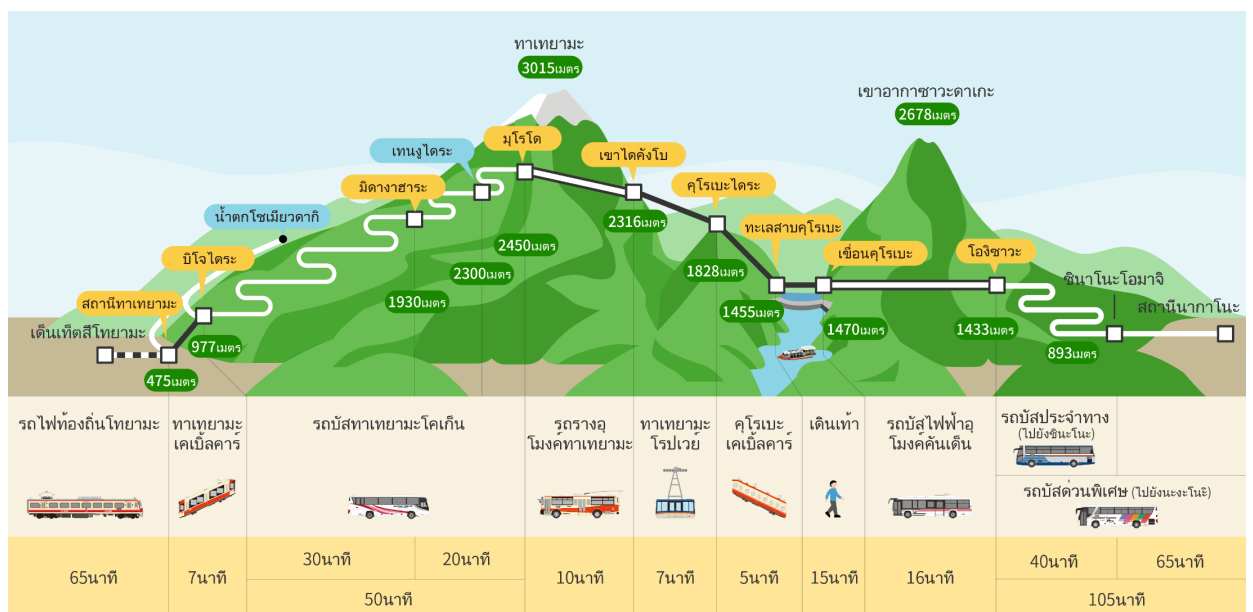 ทาเทยามะ
3015เมตร
เขาอากาซาวะดาเกะ
2678เมตร
มุโรโด
เทนงูไดระ
เขาไดคังโบ
มิดางาฮาระ
คุโรเบะไดระ
น้ำตกโชเมียวดากิ
2316เมตร
ทะเลสาบคุโรเบะ
2450เมตร
บิโจไดระ
เขื่อนคุโรเบะ
โองิซาวะ
1828เมตร
2300เมตร
ชินาโนะโอมาจิ
สถานีทาเทยามะ
1930เมตร
สถานีนากาโนะ
1455เมตร
เด็นเท็ตสึโทยามะ
1470เมตร
1433เมตร
977เมตร
893เมตร
475เมตร
รถไฟท้องถิ่นโทยามะ
ทาเทยามะ
เคเบิ้ลคาร์
รถบัสทาเทยามะโคเก็น
รถรางอุ
โมงค์ทาเทยามะ
ทาเทยามะ
โรปเวย์
คุโรเบะ
เคเบิ้ลคาร์
เดินเท้า
รถบัสไฟฟ้าอุ
โมงค์คันเด็น
รถบัสประจำทาง
(ไปยังชินะโนะ)
รถบัสด่วนพิเศษ (ไปยังนะงะโนะ)
65นาที
7นาที
30นาที
20นาที
50นาที
10นาที
7นาที
5นาที
15นาที
16นาที
40นาที
65นาที
105นาที